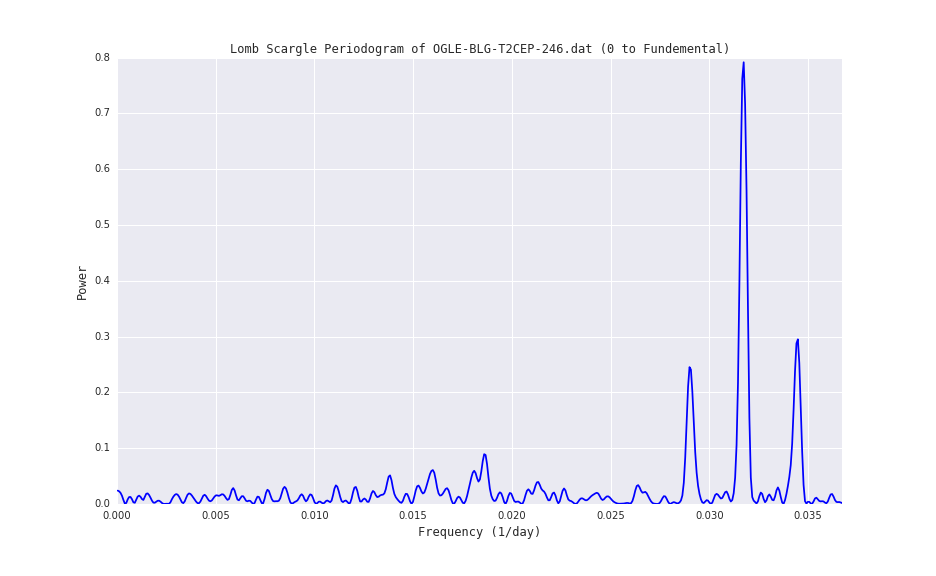 Lomb Scargle Periodogram of OGLE-BLG-T2CEP-246.dat (0 to Fundemental)
0.8
0.7
0.6
0.5
0.4
0.3
0.2
0.1
0.0
Power
0.000 0.005 0.010 0.015 0.020 0.025 0.030 0.035
Frequency (1/day)